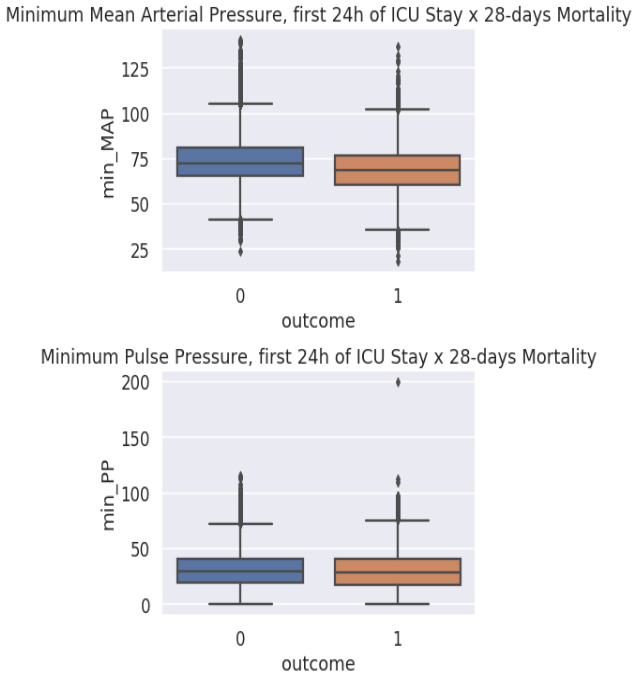 Minimum Mean Arterial Pressure, first 24h of ICU Stay x 28-days Mortality
min_MAP
125
100
75
50
25
0 1
outcome
Minimum Pulse Pressure, first 24h of ICU Stay x 28-days Mortality
min_PP
200
150
100
50
0
0 1
outcome